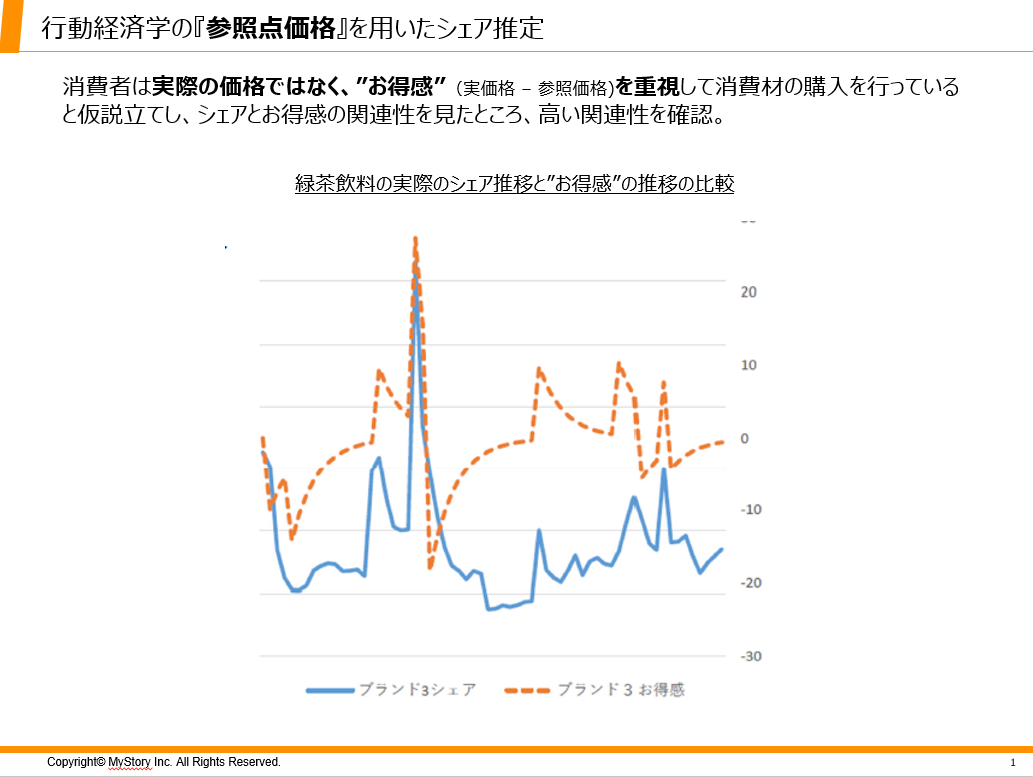 行動経済学の『参照点価格』を用いたシェア推定
消費者は実際の価格ではなく、”お得感” （実価格 – 参照価格)を重視して消費材の購入を行っている
と仮説立てし、シェアとお得感の関連性を見たところ、高い関連性を確認。
緑茶飲料の実際のシェア推移と”お得感”の推移の比較
20
10
0
-10
-20
-30
ブランド3シェア
ブランド３お得感
Copyright© MyStory Inc. All Rights Reserved.
1